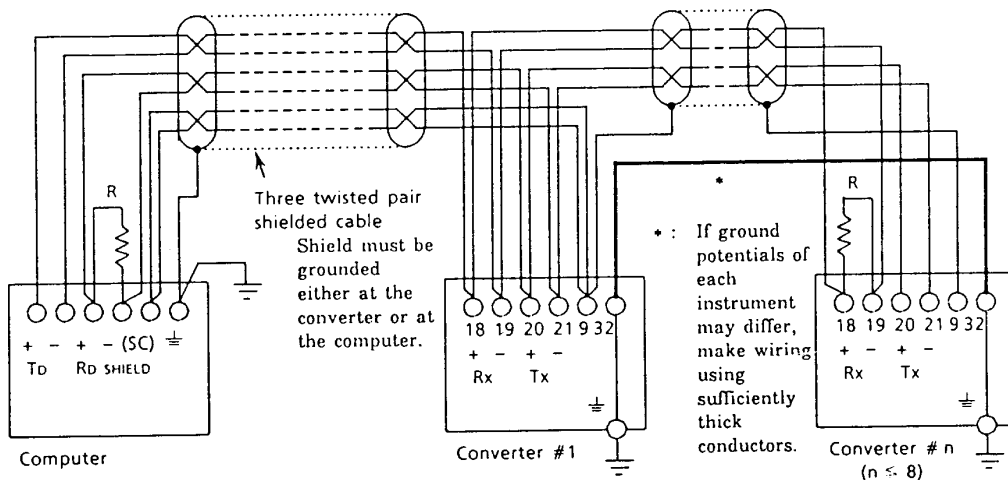 R
Three twisted pair
shielded cable
Shield must be
grounded
either at the
converter or at
the computer.
+ − + − (SC) ⏚
TD RD SHIELD
Computer
18 19 20 21 9 32
+ − + −
Rx Tx
⏚
Converter #1
*
* : If ground
potentials of
each
instrument
may differ,
make wiring
using
sufficiently
thick
conductors.
R
18 19 20 21 9 32
+ − + −
Rx Tx
⏚
Converter # n
(n ≤ 8)